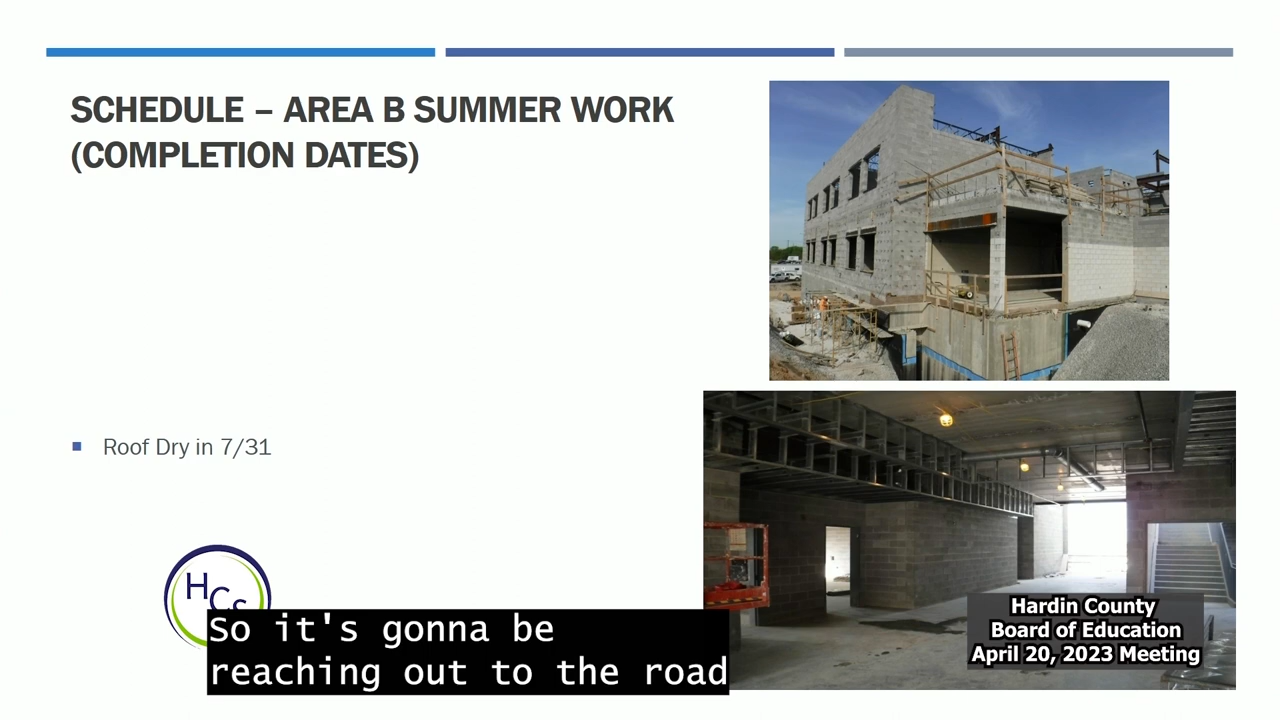 SCHEDULE – AREA B SUMMER WORK
(COMPLETION DATES)
Roof Dry in 7/31
HCS
So it's gonna be
reaching out to the road
Hardin County
Board of Education
April 20, 2023 Meeting